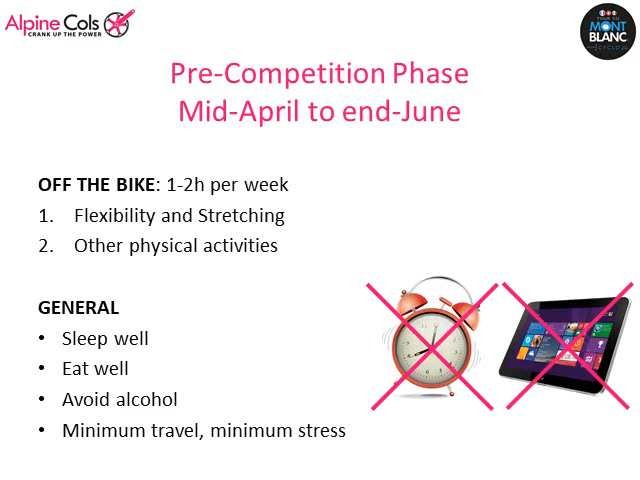 Alpine Cols
CRANK UP THE POWER
TOUR DU
MONT
BLANC
CYCLO
Pre-Competition Phase
Mid-April to end-June
OFF THE BIKE: 1-2h per week
1. Flexibility and Stretching
2. Other physical activities
GENERAL
• Sleep well
• Eat well
• Avoid alcohol
• Minimum travel, minimum stress